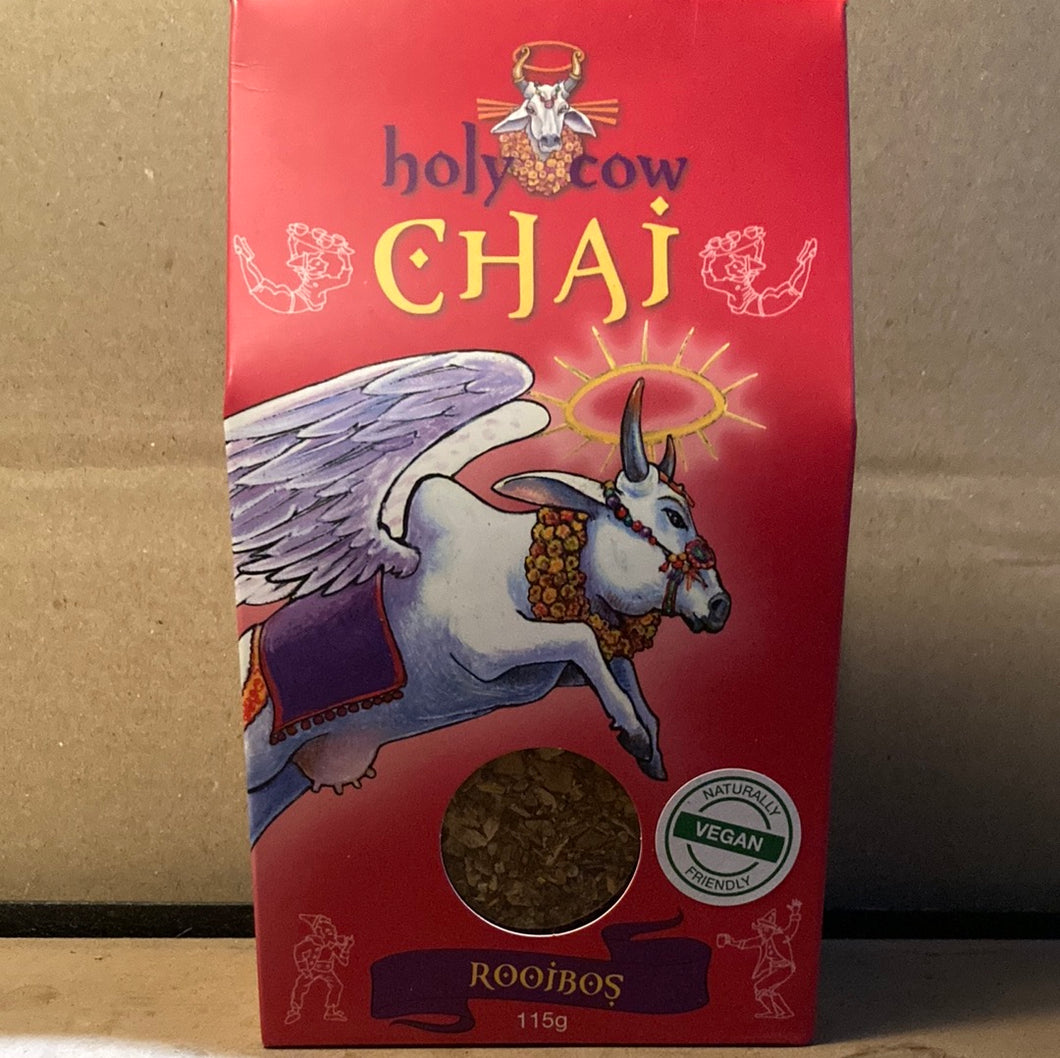 holy cow
CHAI
NATURALLY
VEGAN
FRIENDLY
ROOIBOS
115g